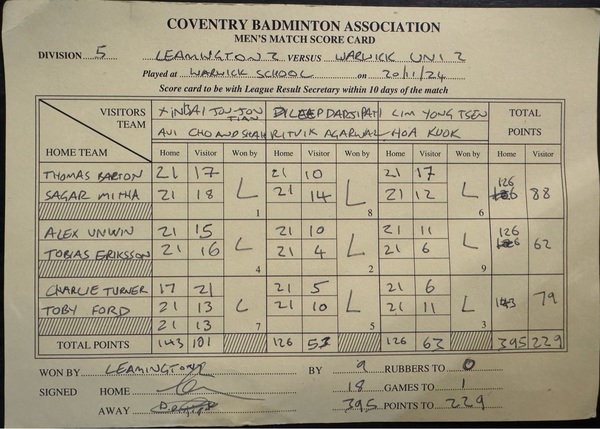 COVENTRY BADMINTON ASSOCIATION
MEN'S MATCH SCORE CARD
DIVISION 5 LEAMINGTON 2 VERSUS WARWICK UNI 2
Played at WARWICK SCHOOL on 20/11/24
Score card to be with League Result Secretary within 10 days of the match
VISITORS TEAM
HOME TEAM
TOTAL POINTS
AVI RITVIK AGARWAL HOA KUOK
LIM YONG TSEN
Home Visitor Won by Home Visitor Won by Home Visitor Won by Home Visitor
THOMAS BARTON 21 17 21 10 21 17 126
SAGAR MITHA 21 18 L 1 21 14 L 8 21 12 L 6 88
ALEX UNWIN 21 15 21 10 21 11 126
TOBIAS ERIKSSON 21 16 L 4 21 4 L 2 21 6 L 9 62
CHARLIE TURNER 17 21 21 5 21 6
TOBY FORD 21 13 L 21 10 L 21 11 L 143 79
21 13 7 5 3
TOTAL POINTS 143 101 126 53 126 63 395 229
WON BY LEAMINGTON BY 9 RUBBERS TO 0
SIGNED HOME 18 GAMES TO 1
AWAY 395 POINTS TO 229